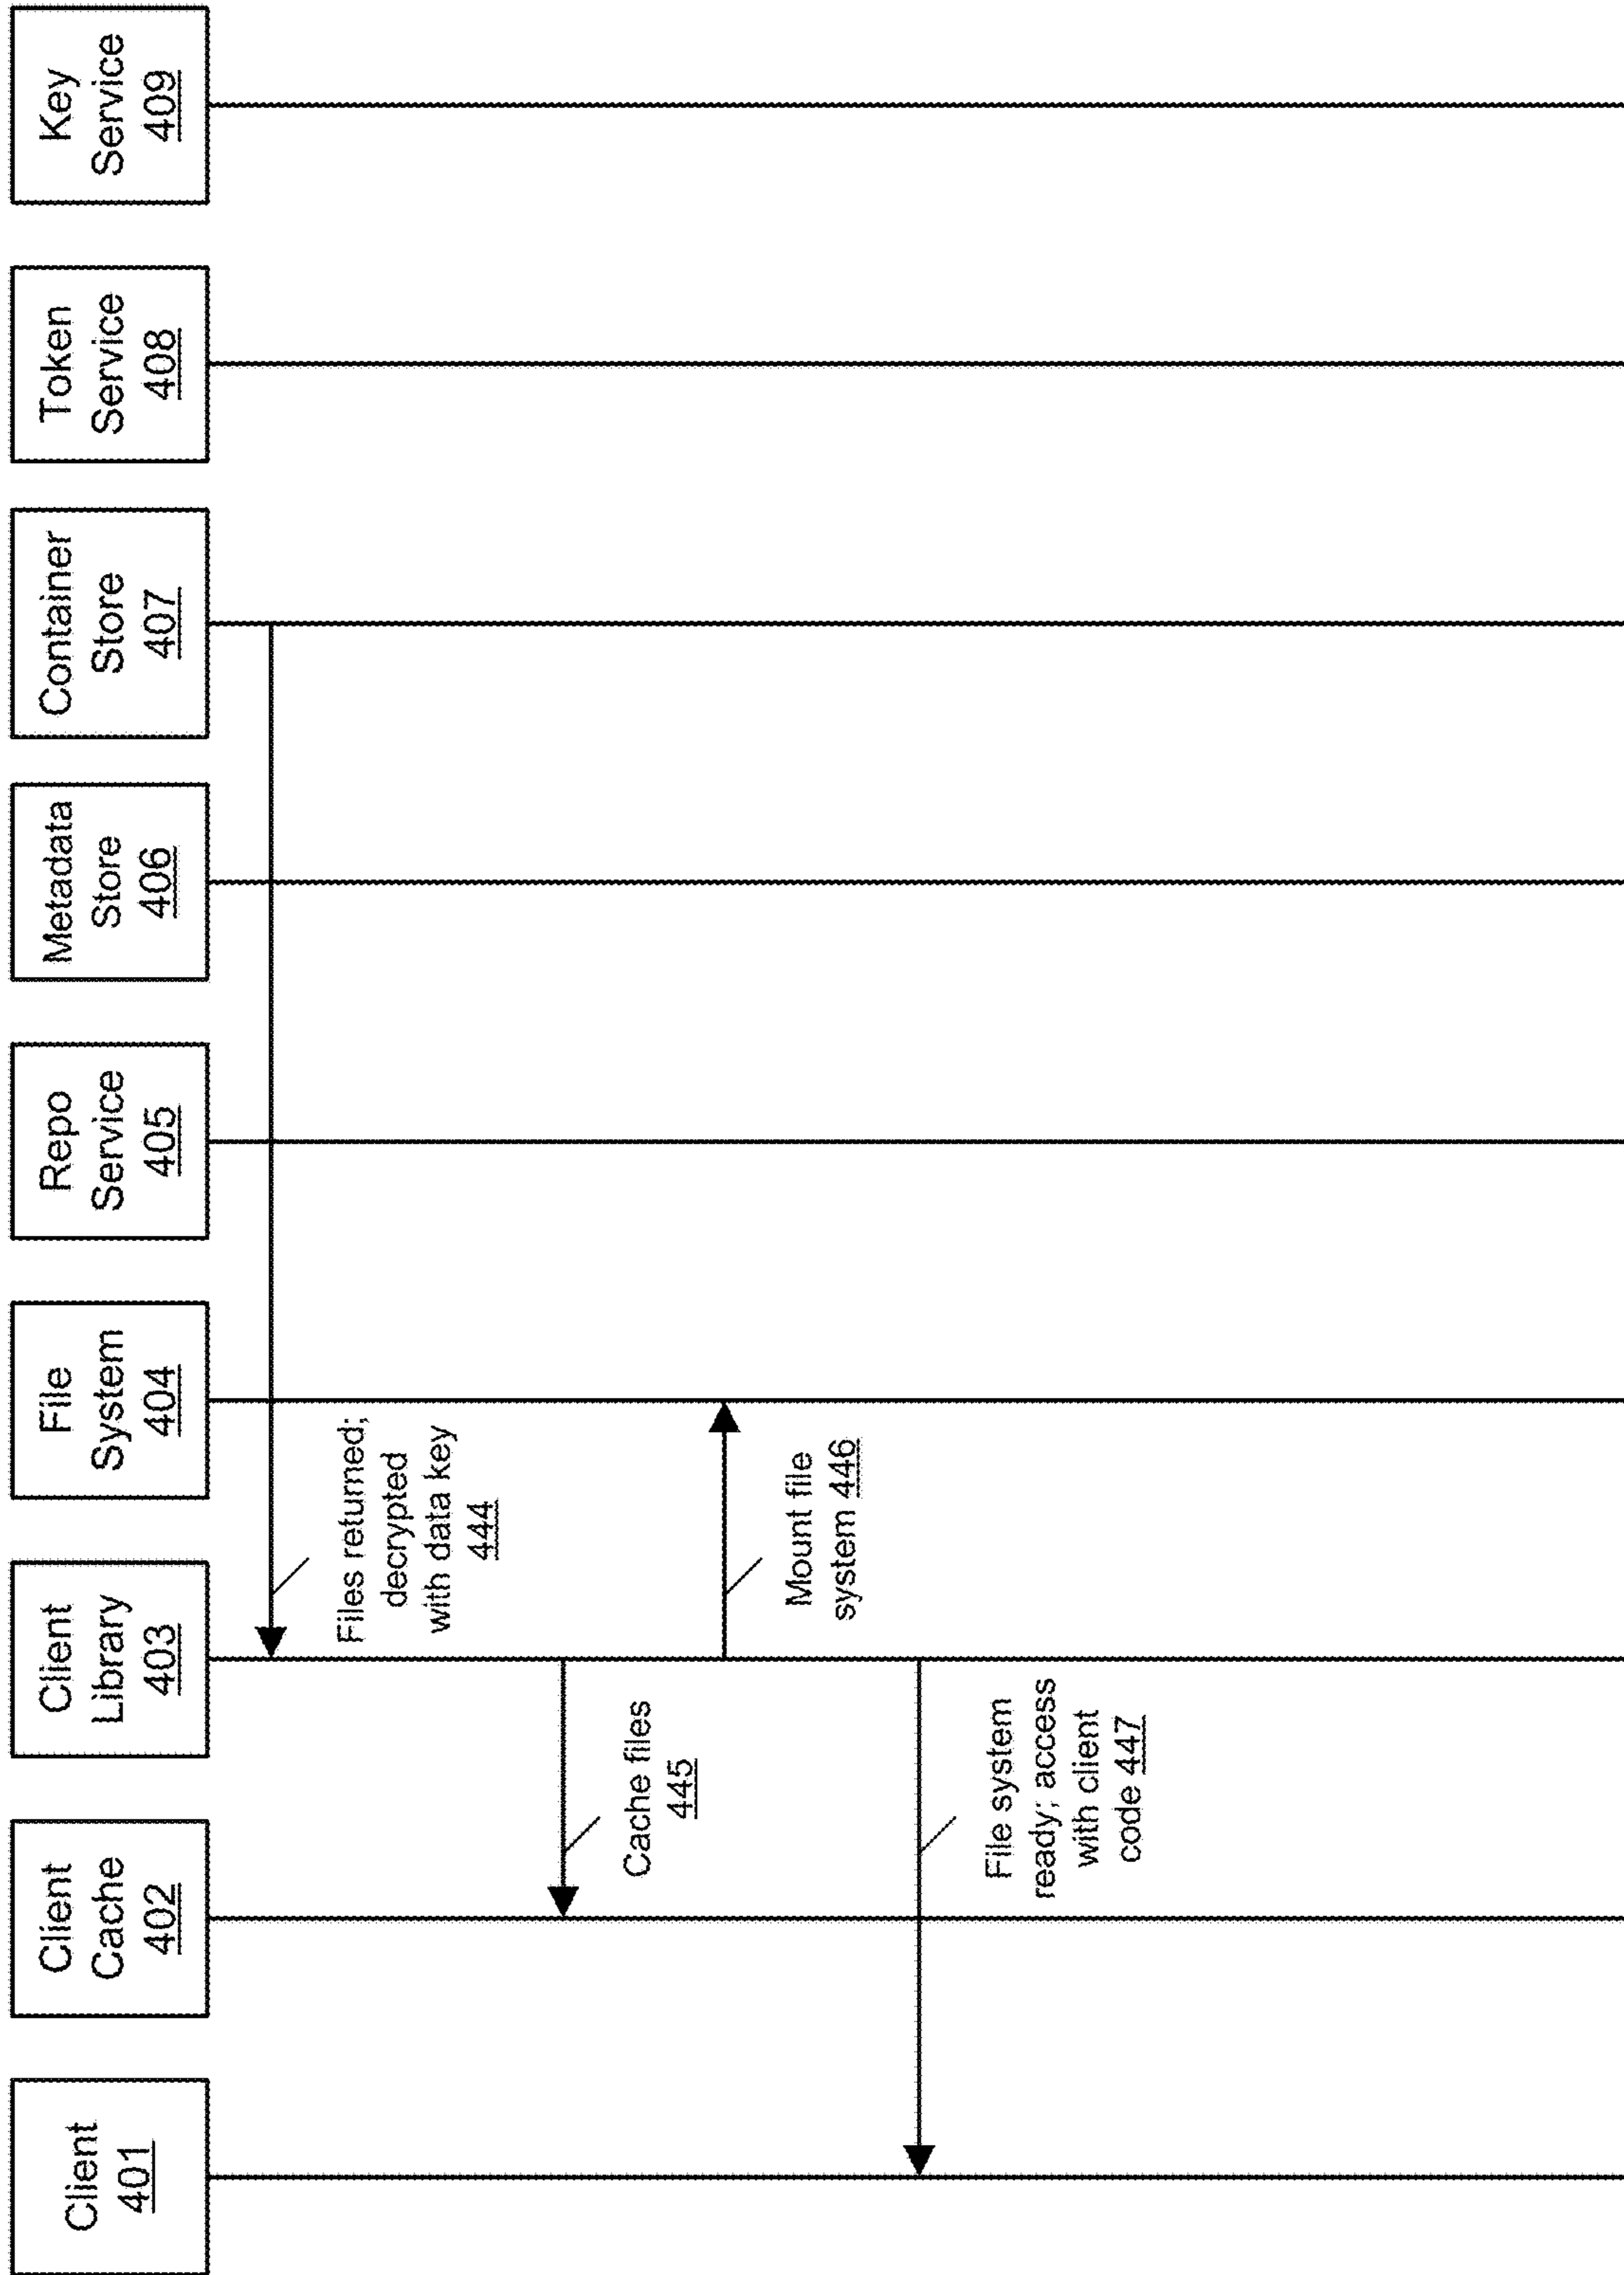 Client
401
Client
Cache
402
Client
Library
403
File
System
404
Repo
Service
405
Metadata
Store
406
Container
Store
407
Token
Service
408
Key
Service
409
Files returned;
decrypted
with data key
444
Cache files
445
Mount file
system 446
File system
ready; access
with client
code 447